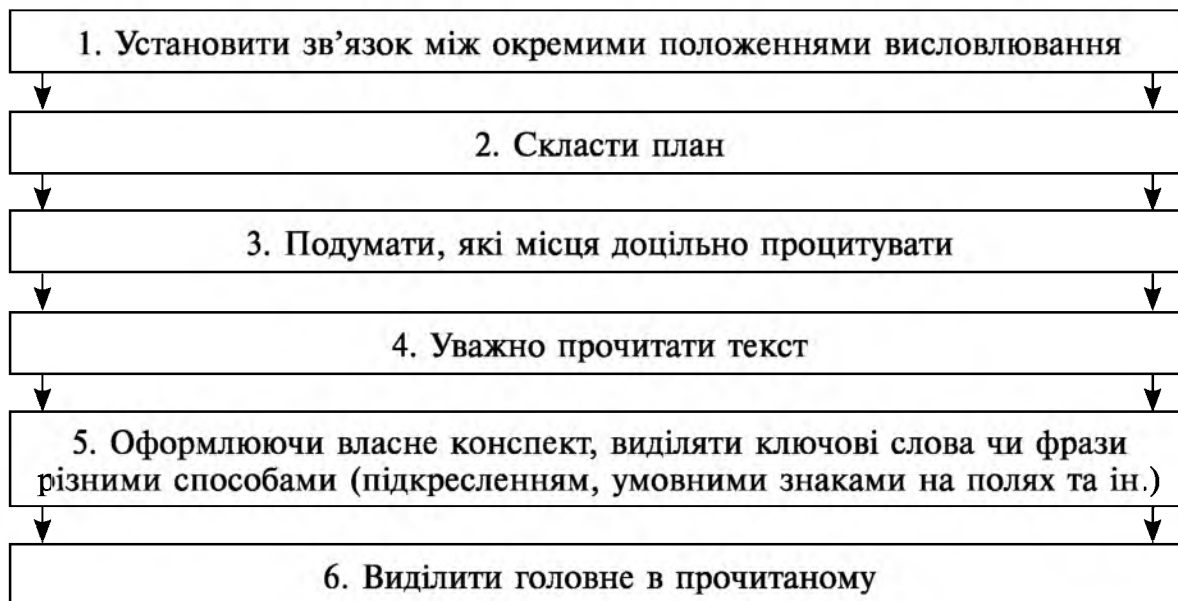 1. Установити зв'язок між окремими положеннями висловлювання
2. Скласти план
3. Подумати, які місця доцільно процитувати
4. Уважно прочитати текст
5. Оформлюючи власне конспект, виділяти ключові слова чи фрази
різними способами (підкресленням, умовними знаками на полях та ін.)
6. Виділити головне в прочитаному